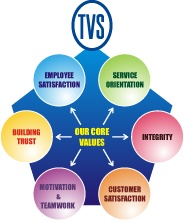 TVS
EMPLOYEE
SATISFACTION
SERVICE
ORIENTATION
BUILDING
TRUST
OUR CORE
VALUES
INTEGRITY
MOTIVATION
&
TEAMWORK
CUSTOMER
SATISFACTION